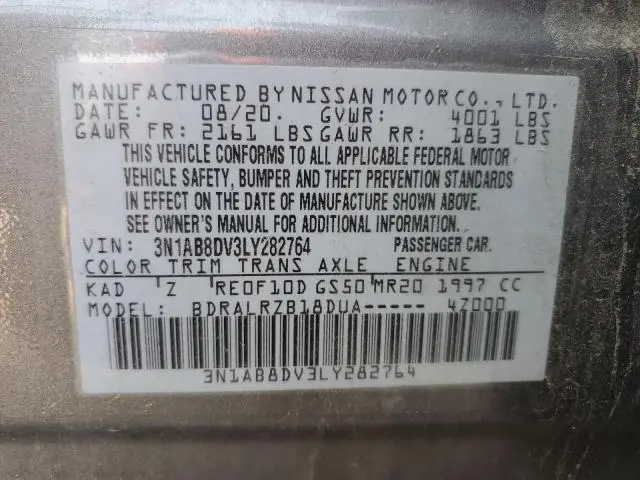 MANUFACTURED BY NISSAN MOTOR CO., LTD.
DATE: 08/20. GVWR: 4001 LBS
GAWR FR: 2161 LBS GAWR RR: 1863 LBS
THIS VEHICLE CONFORMS TO ALL APPLICABLE FEDERAL MOTOR
VEHICLE SAFETY, BUMPER AND THEFT PREVENTION STANDARDS
IN EFFECT ON THE DATE OF MANUFACTURE SHOWN ABOVE.
SEE OWNER'S MANUAL FOR ADDITIONAL INFORMATION.
VIN: 3N1AB8DV3LY282764 PASSENGER CAR.
COLOR TRIM TRANS AXLE ENGINE
KAD Z RE0F10D GS50 MR20 1997 CC
MODEL: BDRALRZB18DUA----- 4Z000
3N1AB8DV3LY282764